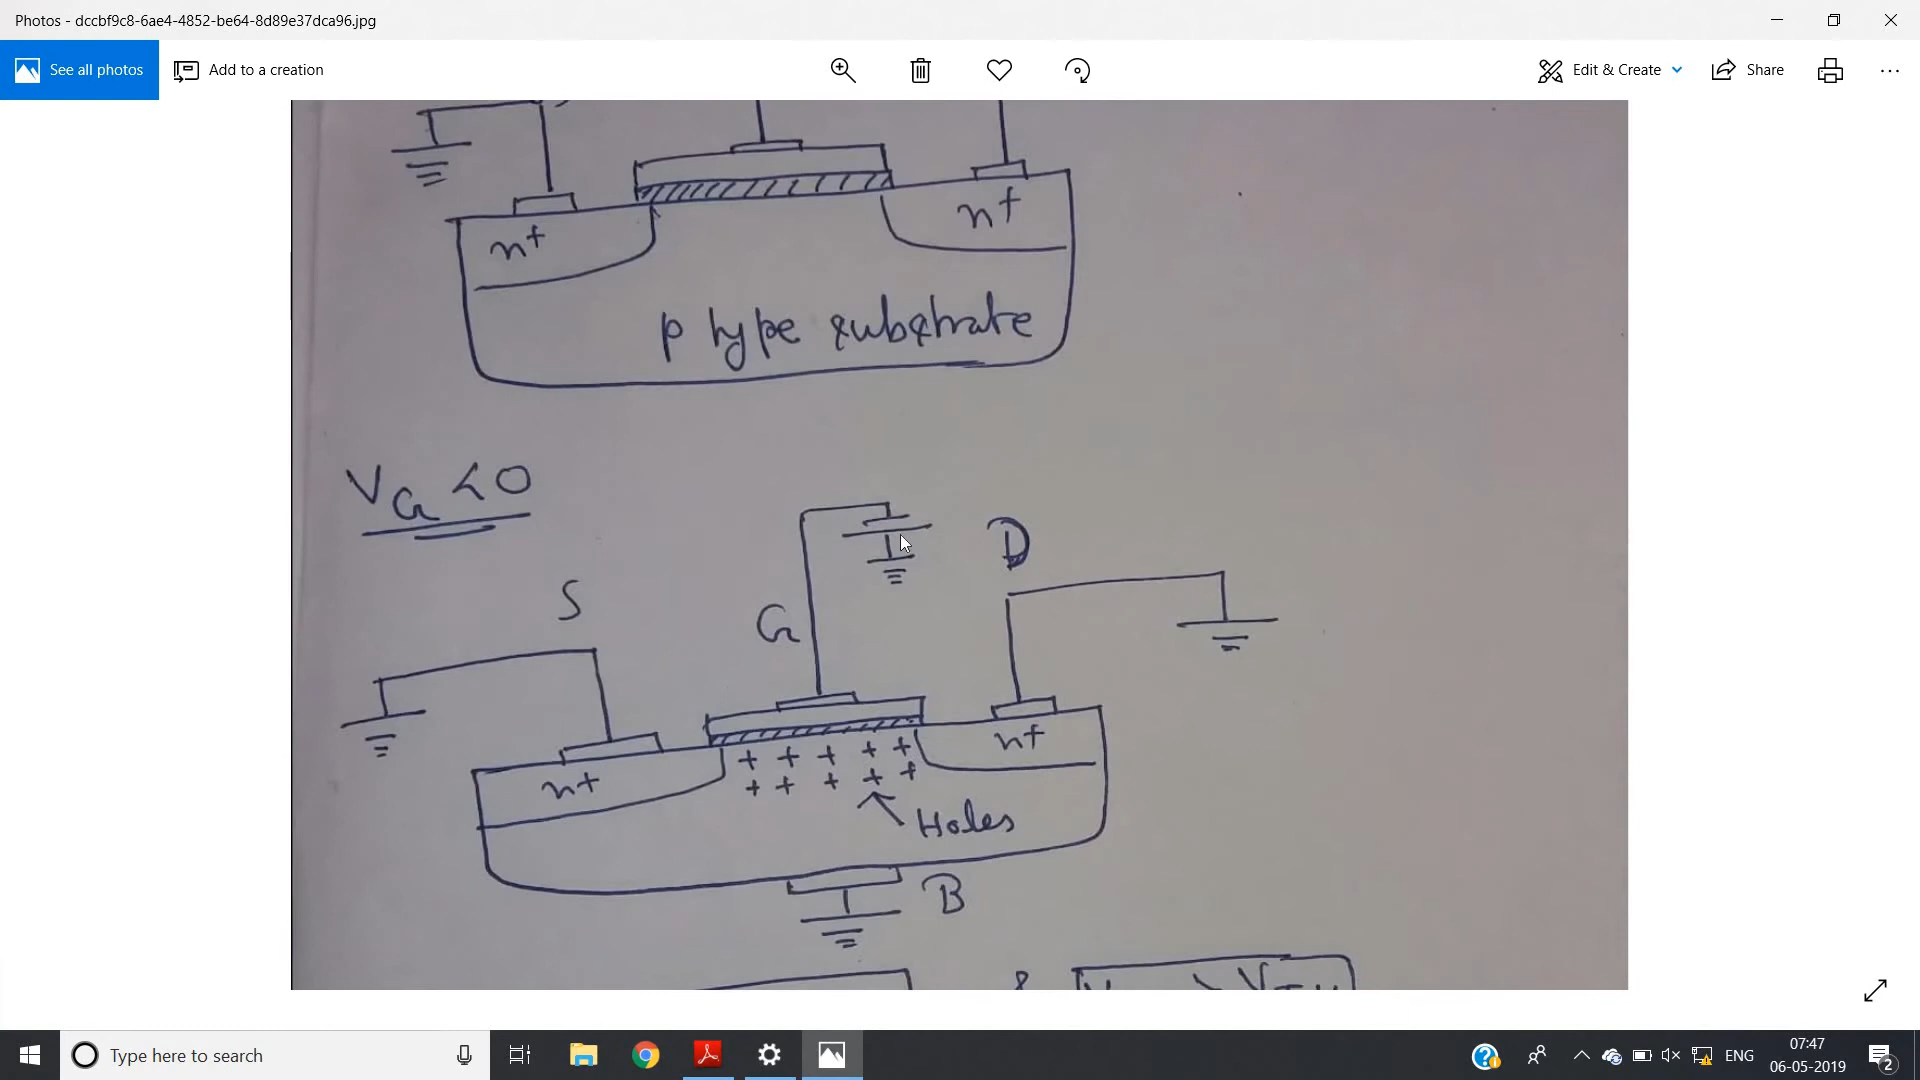 Photos - dccbf9c8-6ae4-4852-be64-8d89e37dca96.jpg
See all photos
Add to a creation
Edit & Create
Share
n+
n+
p type substrate
VG < 0
D
S
G
n+
n+
+ + + + +
+ + + + +
Holes
B
&
Type here to search
ENG
07:47
06-05-2019
2